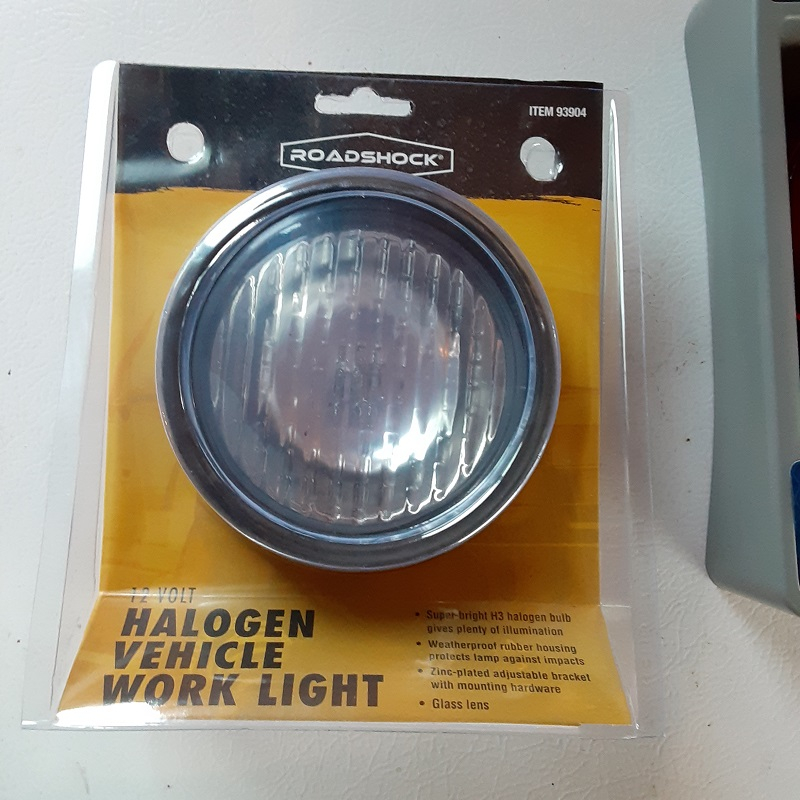 ITEM 93904
ROADSHOCK®
12 VOLT
HALOGEN
VEHICLE
WORK LIGHT
• Super-bright H3 halogen bulb
gives plenty of illumination
• Weatherproof rubber housing
protects lamp against impacts
• Zinc-plated adjustable bracket
with mounting hardware
• Glass lens